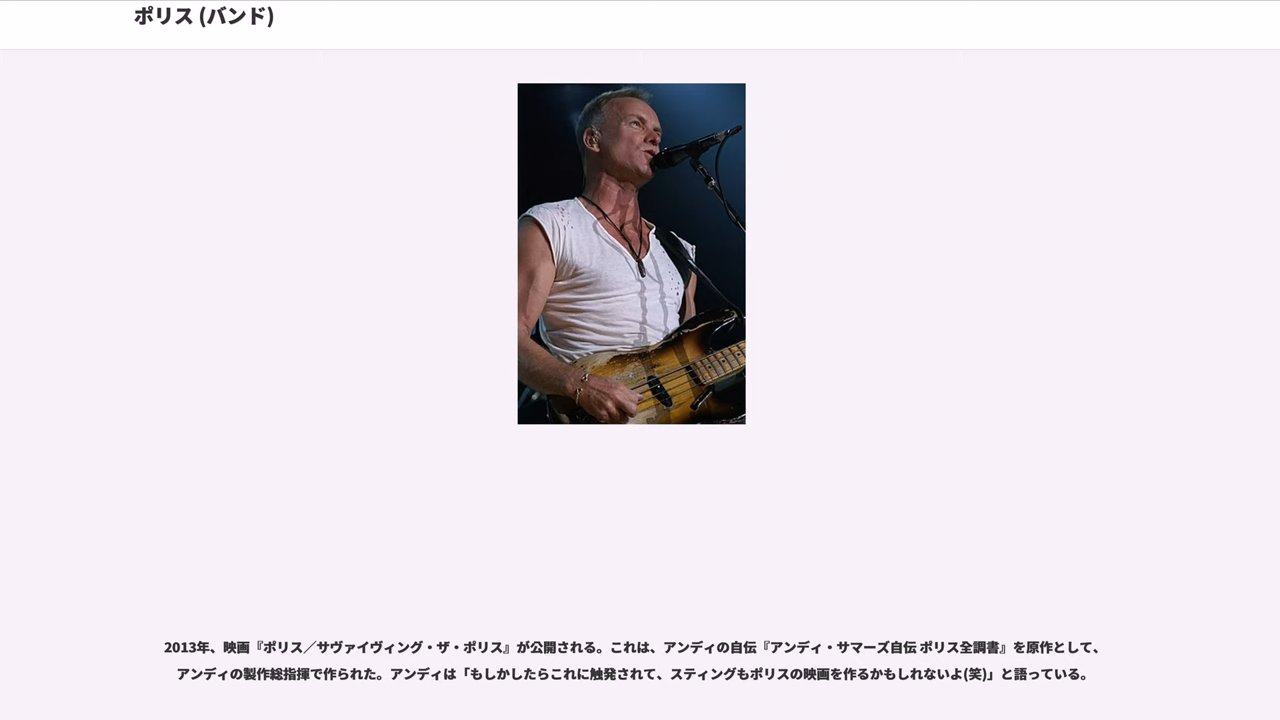 ポリス (バンド)
2013年、映画『ポリス／サヴァイヴィング・ザ・ポリス』が公開される。これは、アンディの自伝『アンディ・サマーズ自伝 ポリス全調書』を原作として、
アンディの製作総指揮で作られた。アンディは「もしかしたらこれに触発されて、スティングもポリスの映画を作るかもしれないよ(笑)」と語っている。